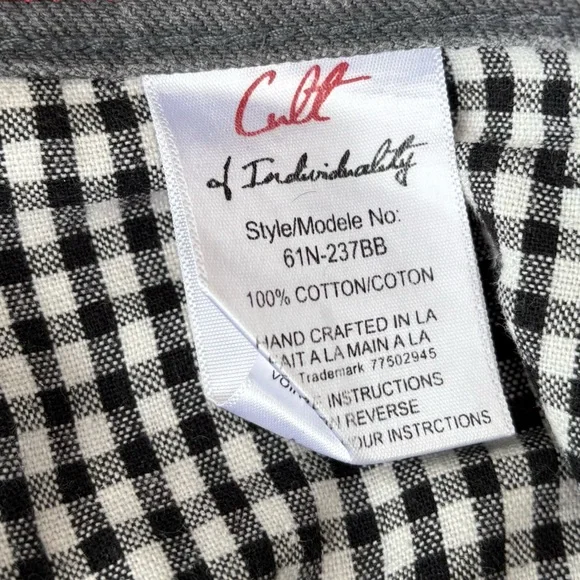 Cult
of Individuality
Style/Modele No:
61N-237BB
100% COTTON/COTON
HAND CRAFTED IN LA
FAIT A LA MAIN A LA
Trademark 77502945
INSTRUCTIONS
REVERSE
INSTRCTIONS